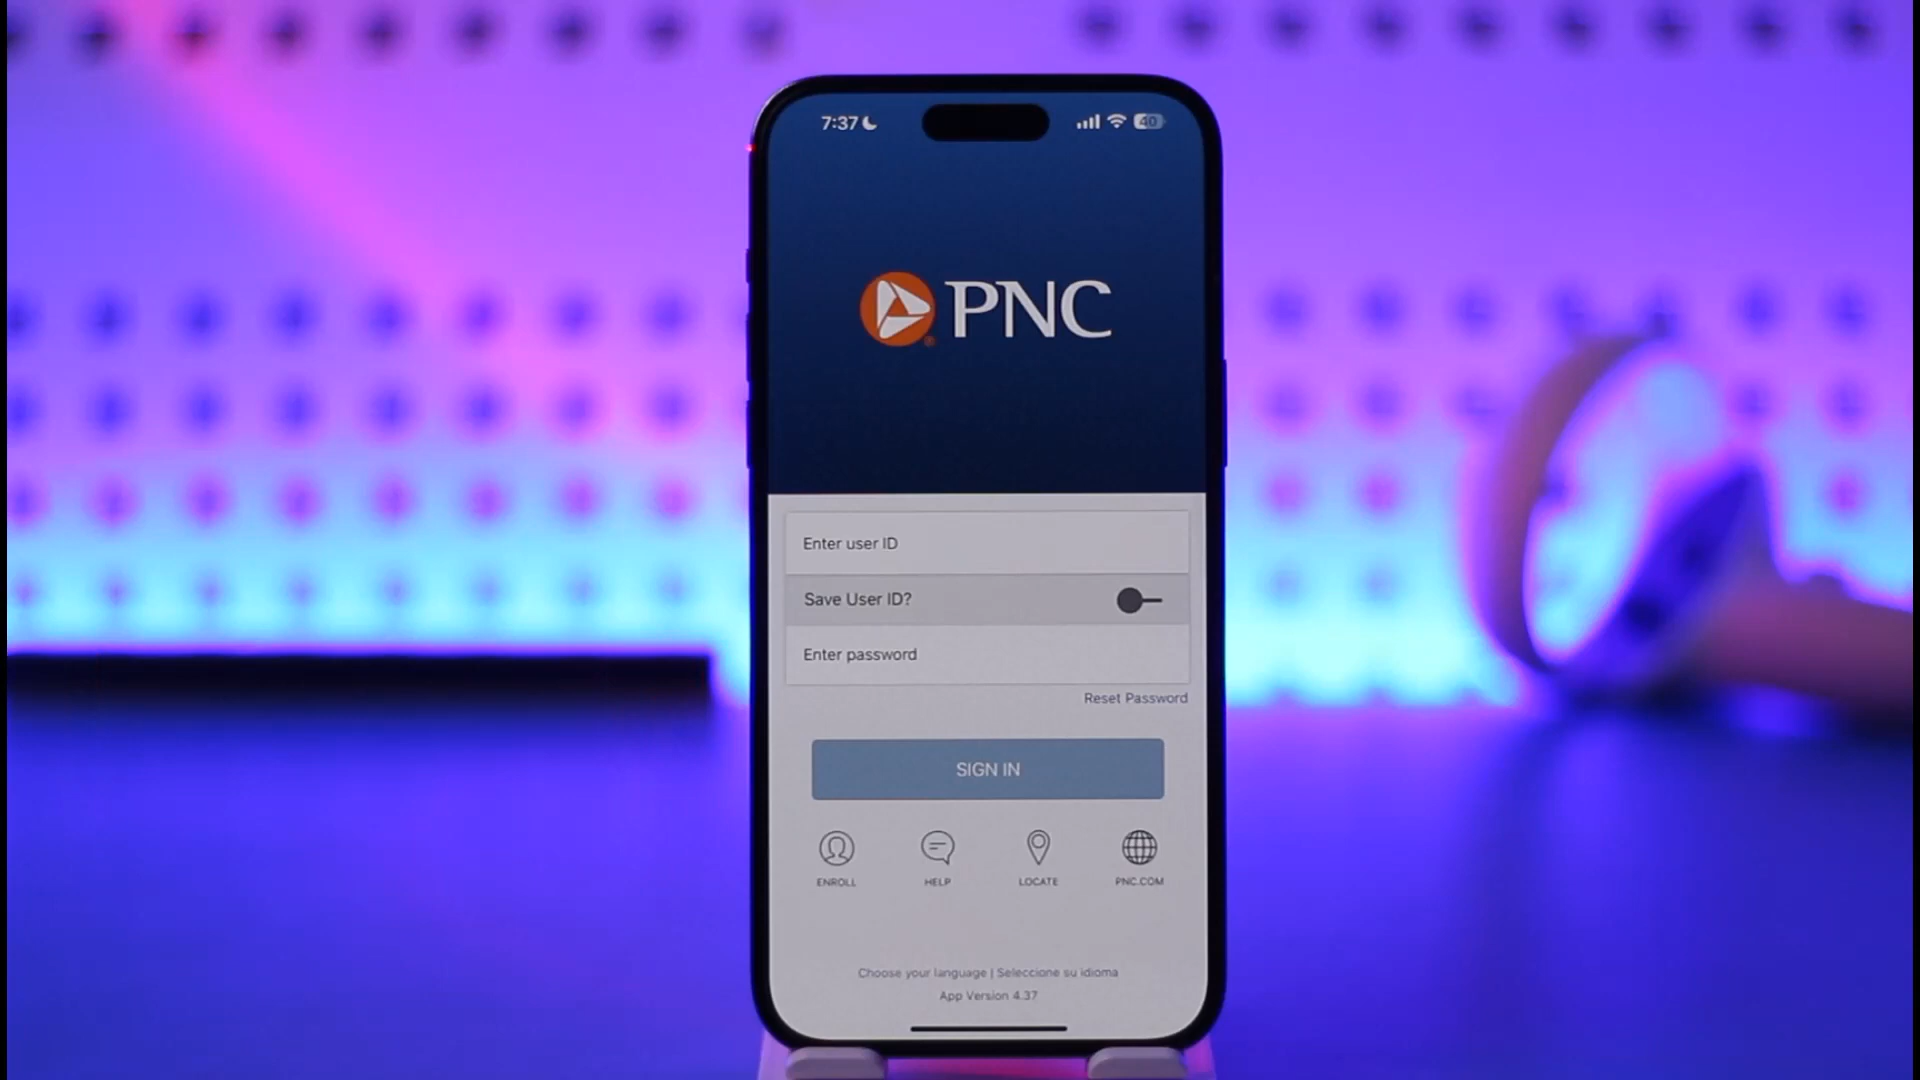 7:37
40
PNC
Enter user ID
Save User ID?
Enter password
Reset Password
SIGN IN
ENROLL HELP LOCATE PNC.COM
Choose your language | Seleccione su idioma
App Version 4.37